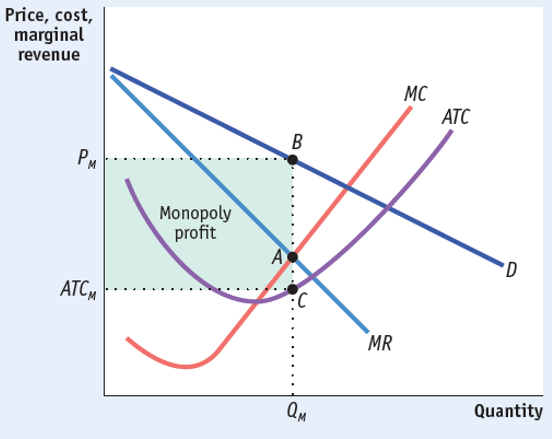 Price, cost,
marginal
revenue
MC
ATC
B
P_M
Monopoly
profit
A
D
ATC_M
C
MR
Q_M
Quantity